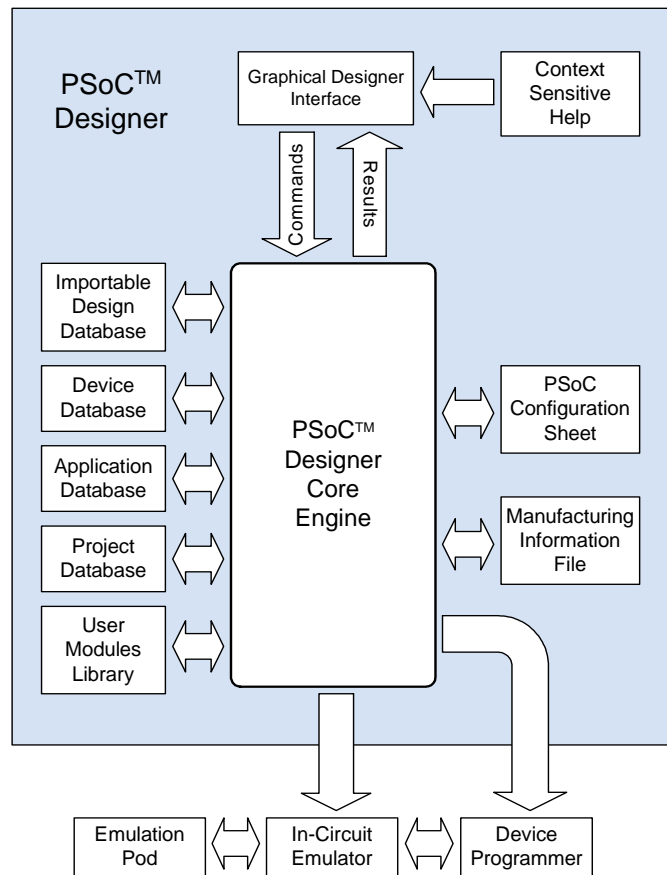 PSoC™
Designer
Graphical Designer
Interface
Context
Sensitive
Help
Commands
Results
Importable
Design
Database
Device
Database
Application
Database
Project
Database
User
Modules
Library
PSoC™
Designer
Core
Engine
PSoC
Configuration
Sheet
Manufacturing
Information
File
Emulation
Pod
In-Circuit
Emulator
Device
Programmer